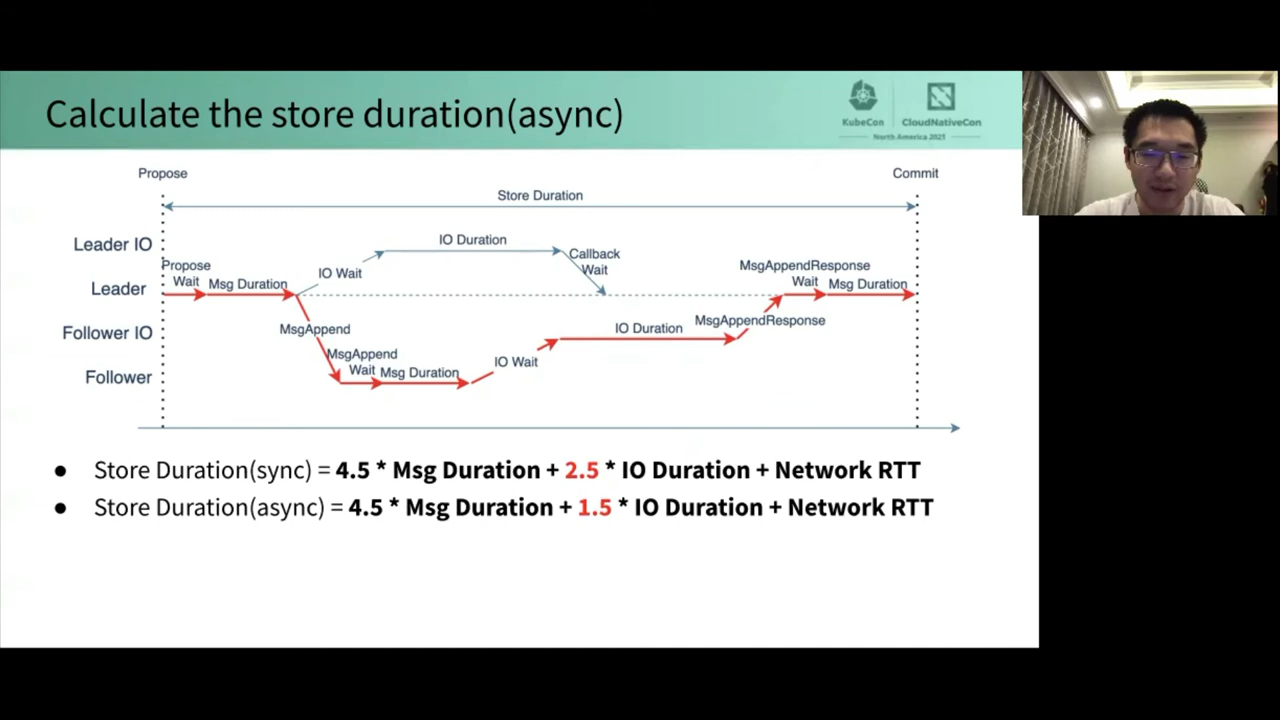 Calculate the store duration(async)
KubeCon
CloudNativeCon
North America 2021
Propose
Commit
Store Duration
Leader IO
IO Duration
Callback
Wait
Propose
Wait
Msg Duration
IO Wait
MsgAppendResponse
Wait
Msg Duration
Leader
MsgAppend
Follower IO
IO Duration
MsgAppendResponse
MsgAppend
Wait
Msg Duration
IO Wait
Follower
● Store Duration(sync) = 4.5 * Msg Duration + 2.5 * IO Duration + Network RTT
● Store Duration(async) = 4.5 * Msg Duration + 1.5 * IO Duration + Network RTT